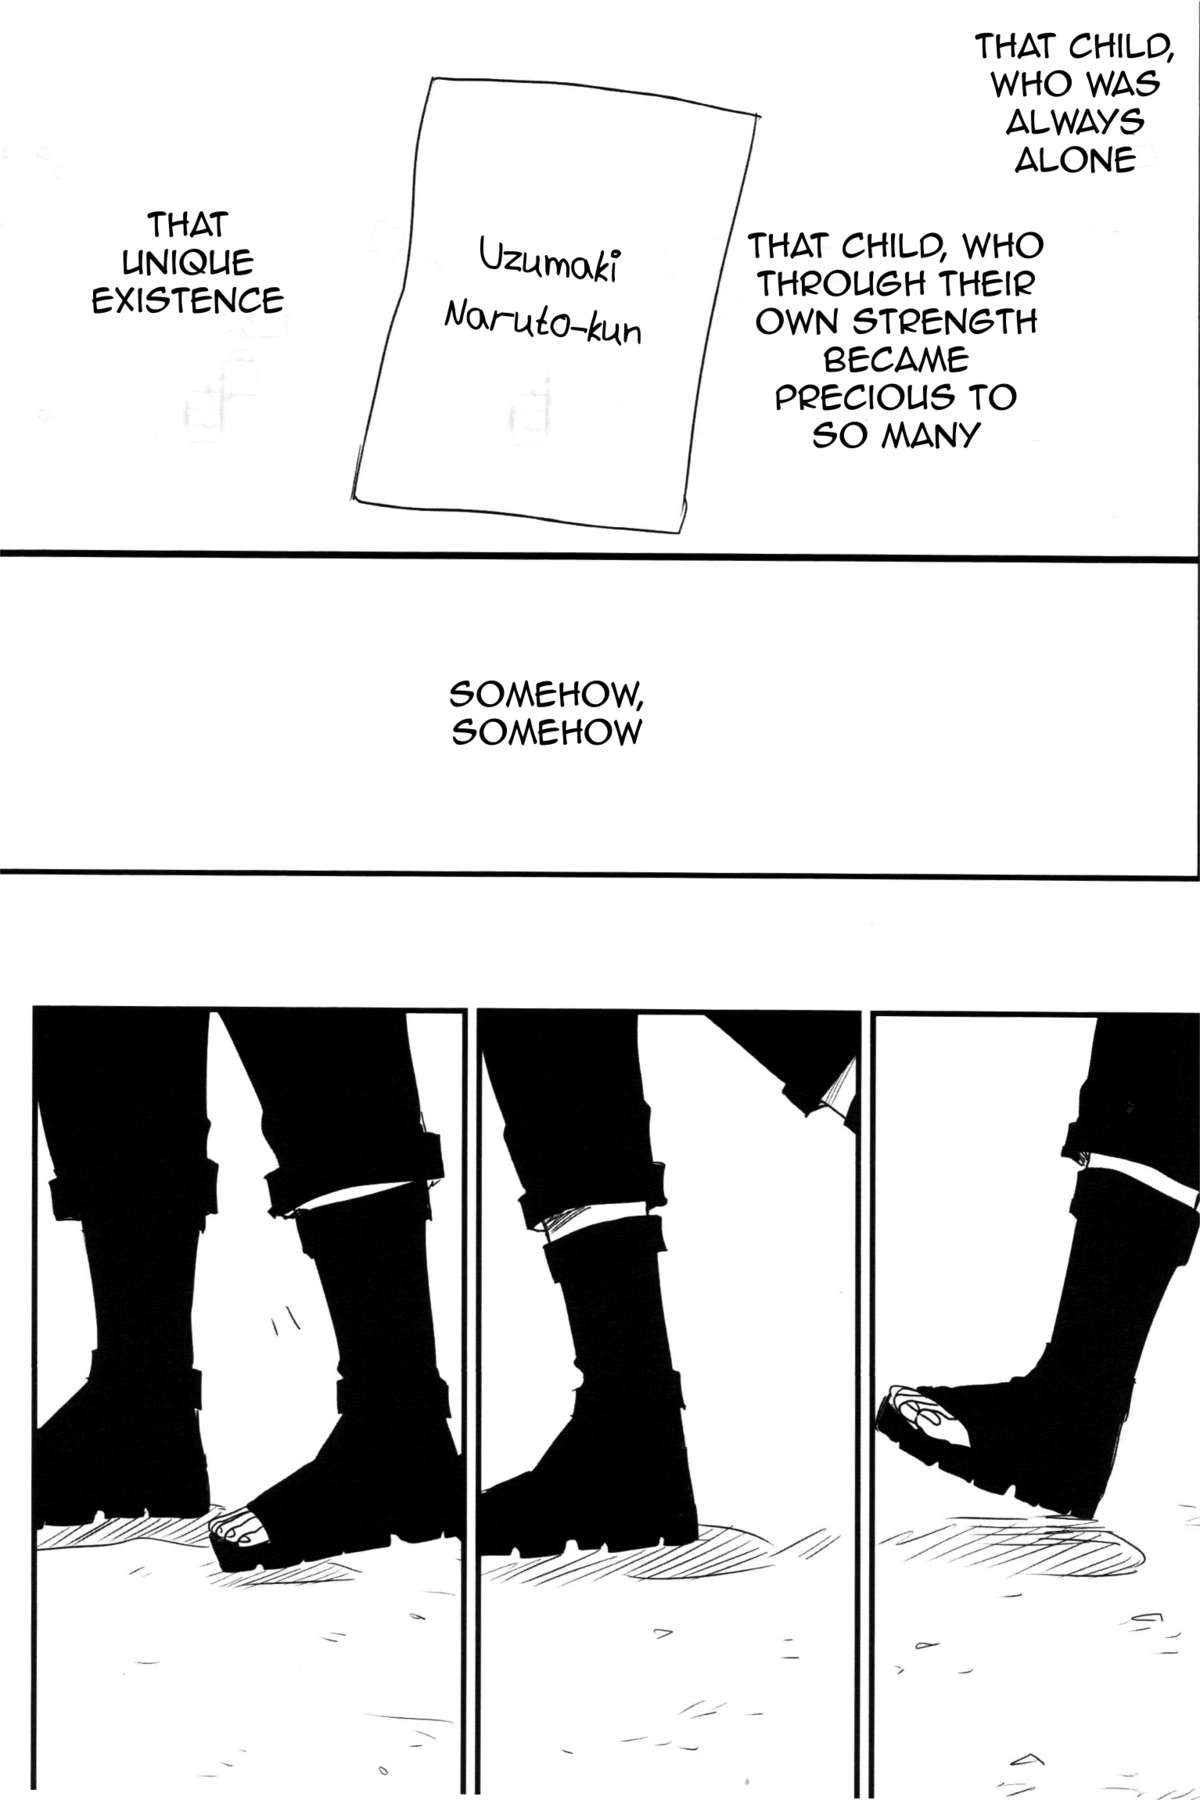 THAT CHILD,
WHO WAS
ALWAYS
ALONE
THAT CHILD, WHO
THROUGH THEIR
OWN STRENGTH
BECAME
PRECIOUS TO
SO MANY
Uzumaki
Naruto-kun
THAT
UNIQUE
EXISTENCE
SOMEHOW,
SOMEHOW